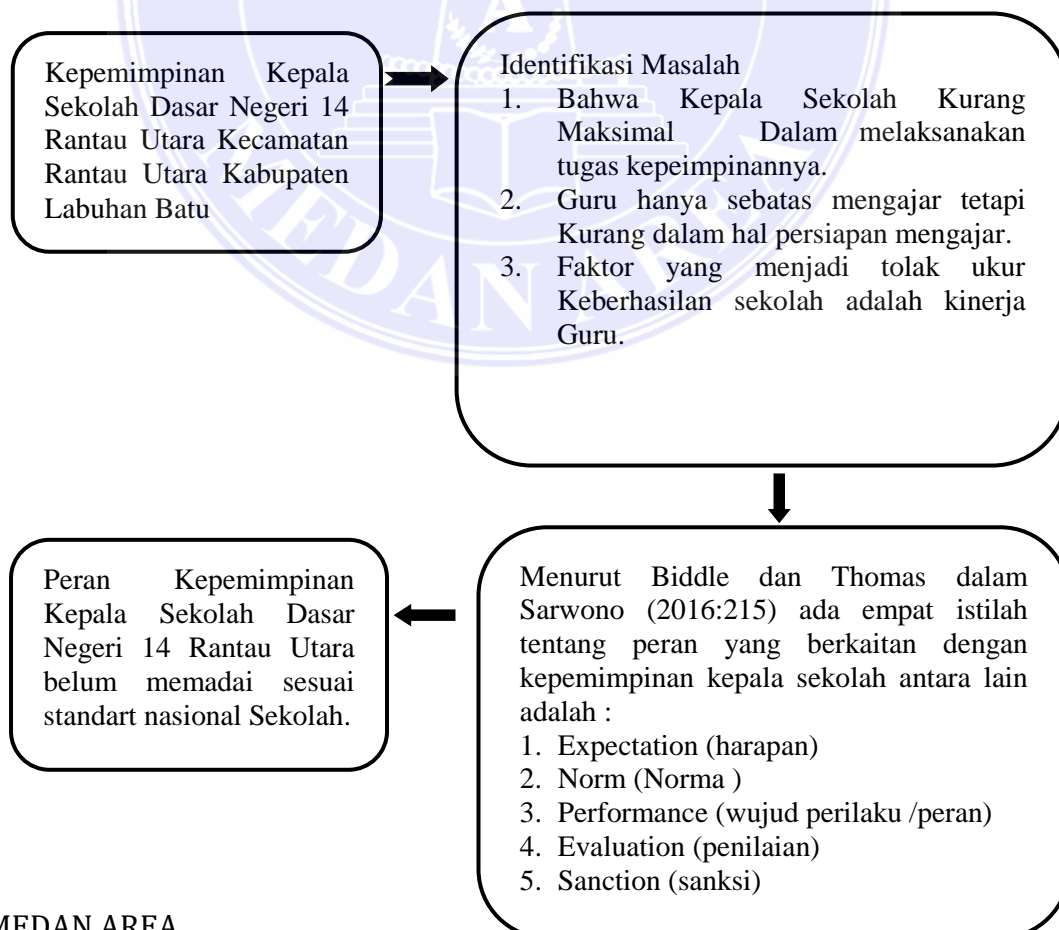 Kepemimpinan Kepala
Sekolah Dasar Negeri 14
Rantau Utara Kecamatan
Rantau Utara Kabupaten
Labuhan Batu
Identifikasi Masalah
1. Bahwa Kepala Sekolah Kurang
Maksimal Dalam melaksanakan
tugas kepeimpinannya.
2. Guru hanya sebatas mengajar tetapi
Kurang dalam hal persiapan mengajar.
3. Faktor yang menjadi tolak ukur
Keberhasilan sekolah adalah kinerja
Guru.
Menurut Biddle dan Thomas dalam
Sarwono (2016:215) ada empat istilah
tentang peran yang berkaitan dengan
kepemimpinan kepala sekolah antara lain
adalah :
1. Expectation (harapan)
2. Norm (Norma )
3. Performance (wujud perilaku /peran)
4. Evaluation (penilaian)
5. Sanction (sanksi)
Peran Kepemimpinan
Kepala Sekolah Dasar
Negeri 14 Rantau Utara
belum memadai sesuai
standart nasional Sekolah.
MEDAN AREA
MEDAN AREA